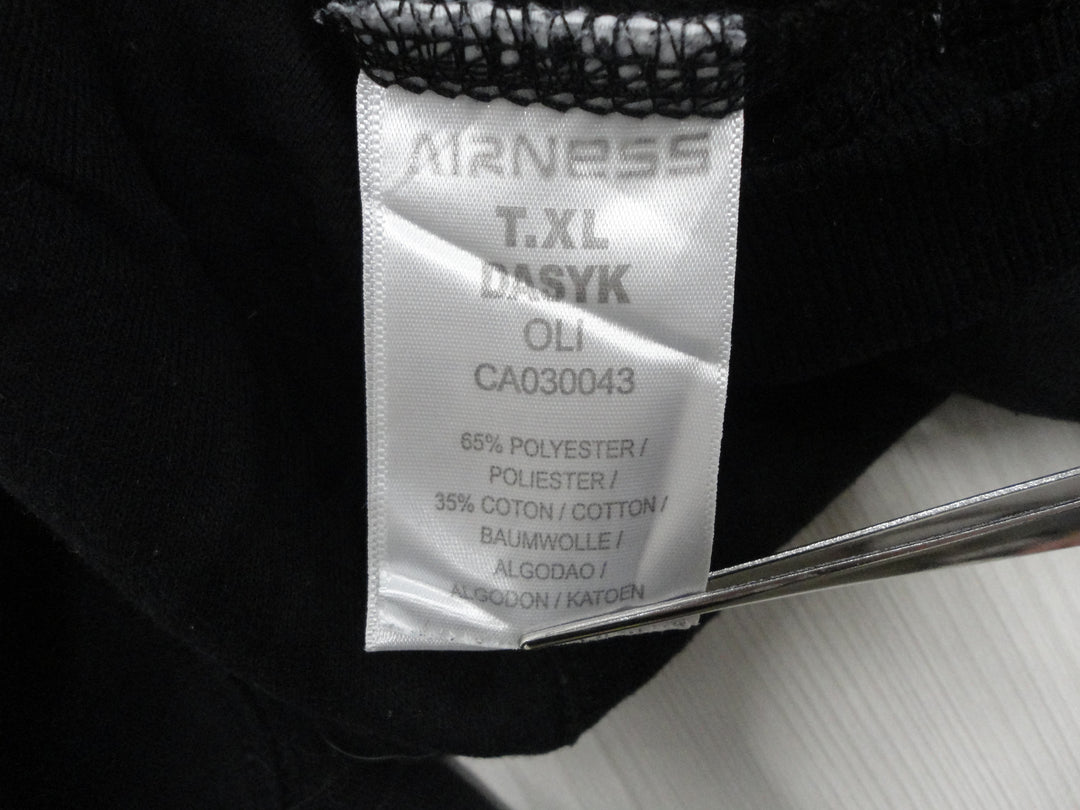 AIRNESS
T.XL
DASYK
OLI
CA030043
65% POLYESTER /
POLIESTER /
35% COTON / COTTON /
BAUMWOLLE /
ALGODAO /
ALGODON / KATOEN